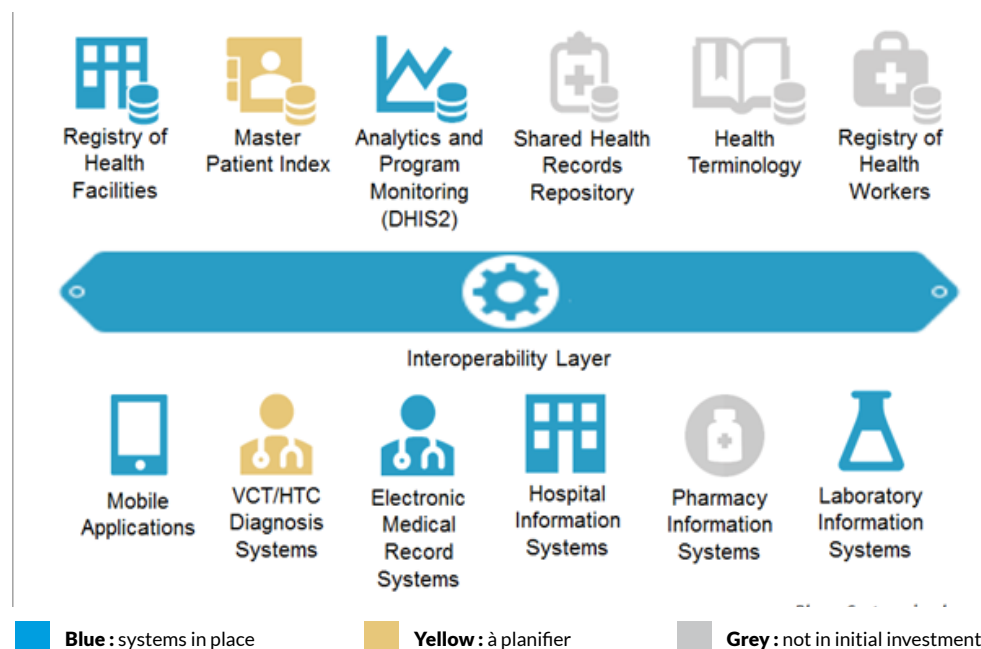 Registry of
Health
Facilities
Master
Patient Index
Analytics and
Program
Monitoring
(DHIS2)
Shared Health
Records
Repository
Health
Terminology
Registry of
Health
Workers
Interoperability Layer
Mobile
Applications
VCT/HTC
Diagnosis
Systems
Electronic
Medical
Record
Systems
Hospital
Information
Systems
Pharmacy
Information
Systems
Laboratory
Information
Systems
Blue : systems in place
Yellow : à planifier
Grey : not in initial investment